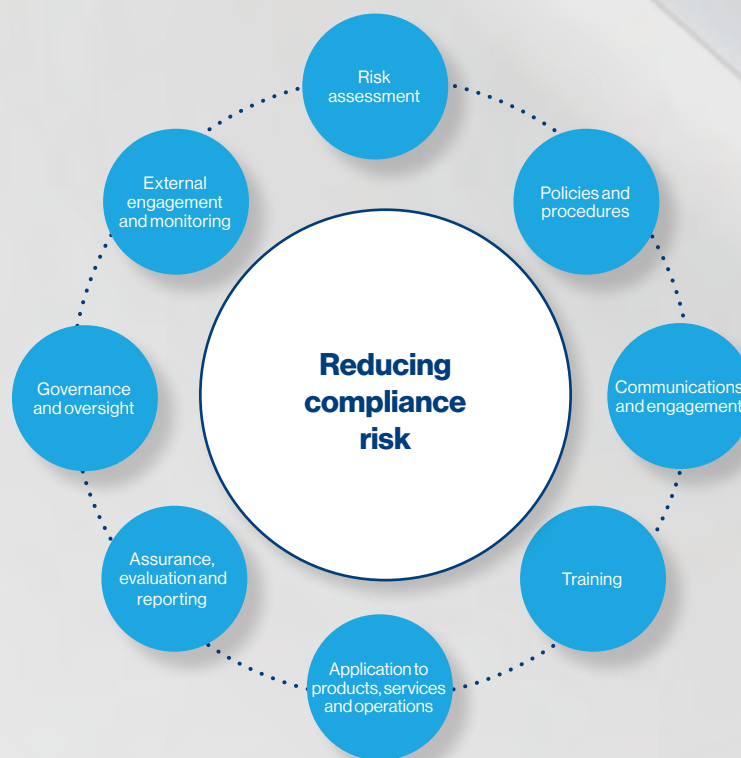 Risk
assessment
Policies and
procedures
Communications
and engagement
Training
Application to
products, services
and operations
Assurance,
evaluation and
reporting
Governance
and oversight
External
engagement
and monitoring
Reducing
compliance
risk